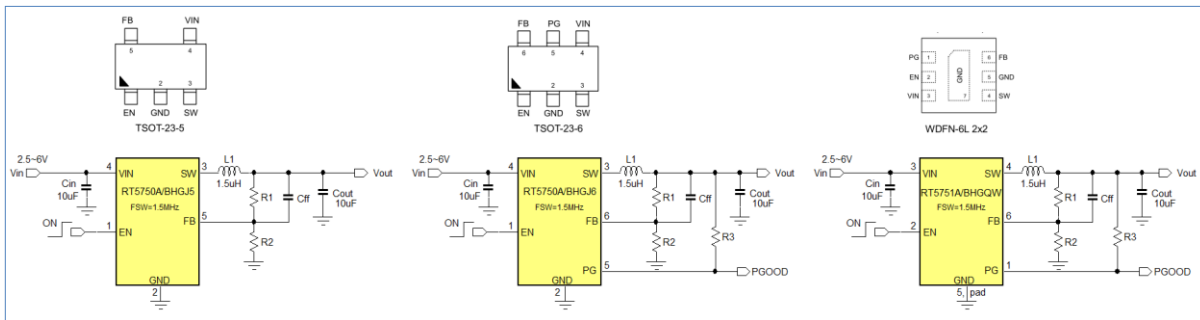 FB VIN
5 4
2
1 3
EN GND SW
TSOT-23-5
2.5~6V
Vin
Cin
10uF
ON
4 VIN
SW 3
RT5750A/BHGJ5
FSW=1.5MHz
FB 5
1 EN
GND
2
L1
1.5uH
R1
Cff
R2
Cout
10uF
Vout
FB PG VIN
6 5 4
1 2 3
EN GND SW
TSOT-23-6
2.5~6V
Vin
Cin
10uF
ON
4 VIN
SW 3
RT5750A/BHGJ6
FSW=1.5MHz
FB 6
1 EN
PG 5
GND
2
L1
1.5uH
R1
Cff
R2
R3
Cout
10uF
Vout
PGOOD
PG 1 6 FB
EN 2 GND 5 GND
VIN 3 7 4 SW
WDFN-6L 2x2
2.5~6V
Vin
Cin
10uF
ON
3 VIN
SW 4
RT5751A/BHGQW
FSW=1.5MHz
FB 6
2 EN
PG 1
GND
5, pad
L1
1.5uH
R1
Cff
R2
R3
Cout
10uF
Vout
PGOOD